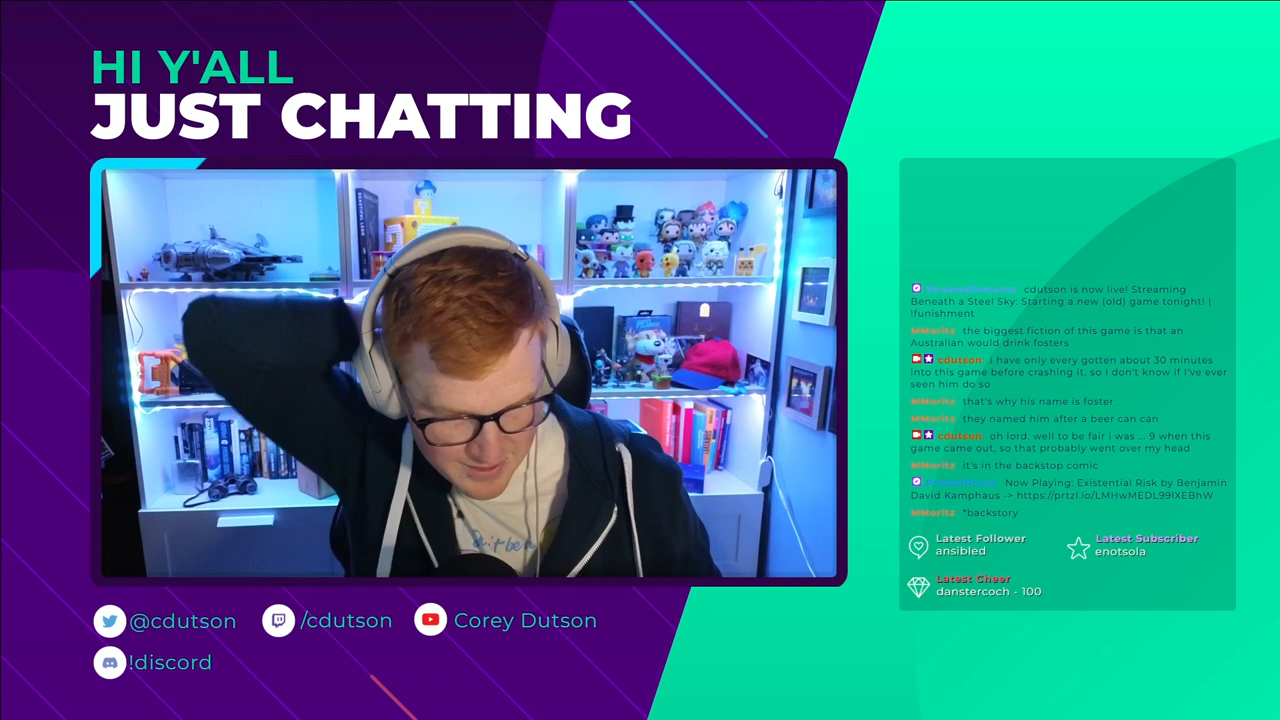 HI Y'ALL
JUST CHATTING
cdutson is now live! Streaming
Beneath a Steel Sky: Starting a new (old) game tonight! |
!funishment
MMoritz the biggest fiction of this game is that an
Australian would drink fosters
cdutson: i have only every gotten about 30 minutes
into this game before crashing it, so I don't know if I've ever
seen him do so
MMoritz that's why his name is foster
MMoritz they named him after a beer can can
cdutson: oh lord. well to be fair i was ... 9 when this
game came out, so that probably went over my head
MMoritz it's in the backstop comic
Now Playing: Existential Risk by Benjamin
David Kamphaus -> https://prtzl.io/LMHwMEDL99IXEBhW
MMoritz *backstory
Latest Follower
ansibled
Latest Subscriber
enotsola
Latest Cheer
danstercoch - 100
@cdutson
/cdutson
Corey Dutson
!discord